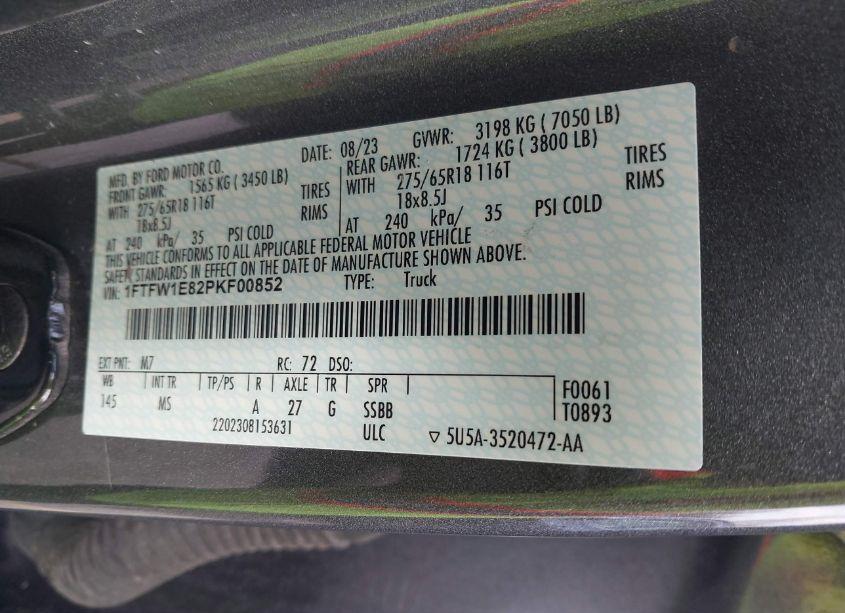 MFD. BY FORD MOTOR CO.
DATE: 08/23 GVWR: 3198 KG ( 7050 LB)
FRONT GAWR: 1565 KG ( 3450 LB)
WITH 275/65R18 116T TIRES
18x8.5J RIMS
AT 240 kPa/ 35 PSI COLD
REAR GAWR: 1724 KG ( 3800 LB)
WITH 275/65R18 116T TIRES
18x8.5J RIMS
AT 240 kPa/ 35 PSI COLD
THIS VEHICLE CONFORMS TO ALL APPLICABLE FEDERAL MOTOR VEHICLE
SAFETY STANDARDS IN EFFECT ON THE DATE OF MANUFACTURE SHOWN ABOVE.
VIN: 1FTFW1E82PKF00852 TYPE: Truck
EXT PNT: M7 RC: 72 DSO:
WB INT TR TP/PS R AXLE TR SPR
145 MS A 27 G SSBB
F0061
T0893
2202308153631 ULC ▽ 5U5A-3520472-AA